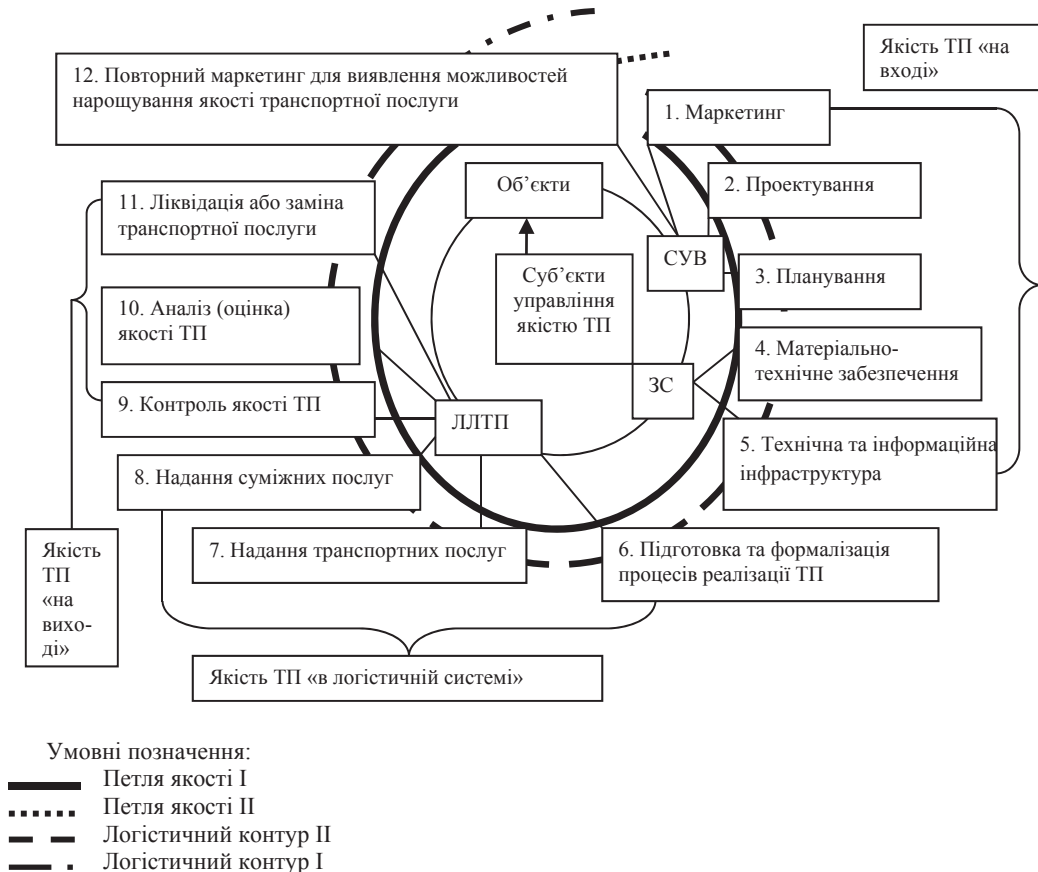 Якість ТП «на
вході»
12. Повторний маркетинг для виявлення можливостей
нарощування якості транспортної послуги
1. Маркетинг
Об’єкти
2. Проектування
11. Ліквідація або заміна
транспортної послуги
СУВ
Суб’єкти
управління
якістю ТП
3. Планування
10. Аналіз (оцінка)
якості ТП
4. Матеріально-
технічне забезпечення
ЗС
9. Контроль якості ТП
ЛЛТП
5. Технічна та інформаційна
інфраструктура
8. Надання суміжних послуг
7. Надання транспортних послуг
6. Підготовка та формалізація
процесів реалізації ТП
Якість
ТП
«на
вихо-
ді»
Якість ТП «в логістичній системі»
Умовні позначення:
Петля якості I
Петля якості II
Логістичний контур II
Логістичний контур I